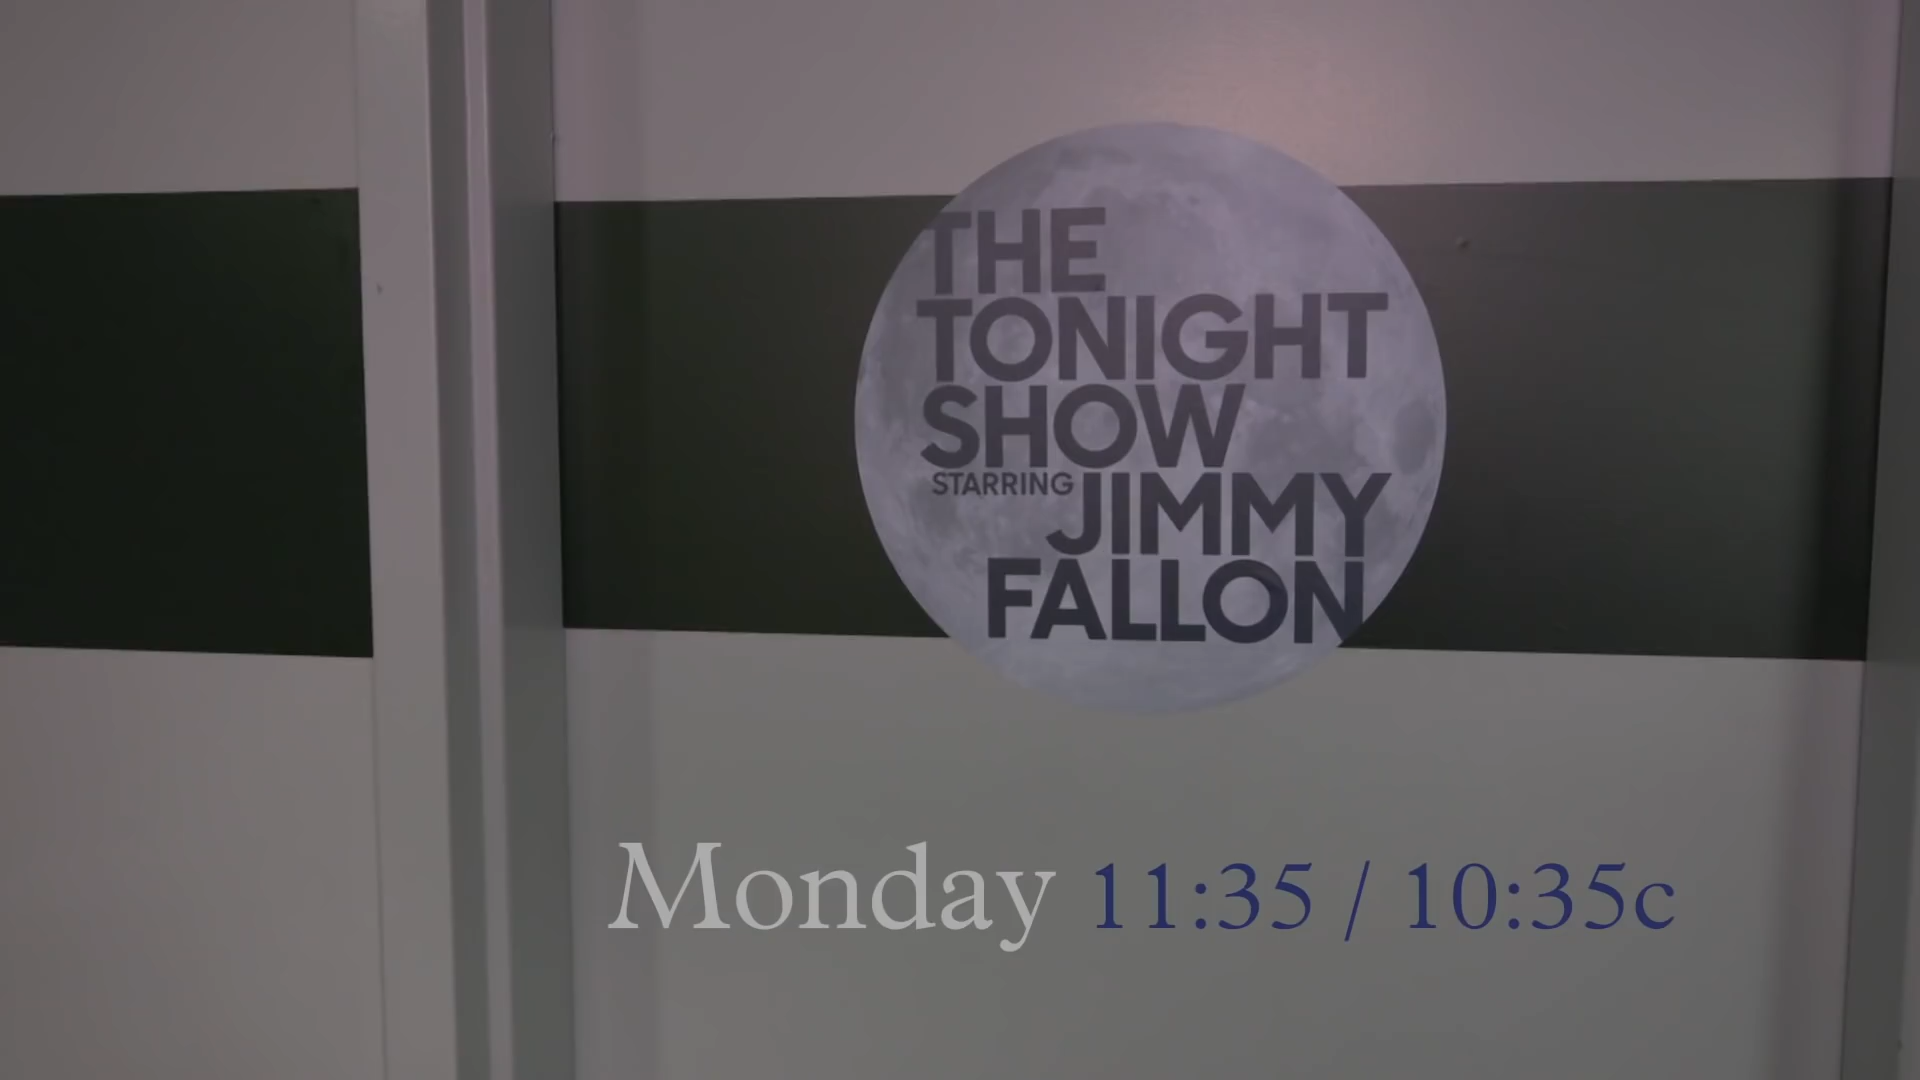 THE
TONIGHT
SHOW
STARRING JIMMY
FALLON
Monday 11:35 / 10:35c